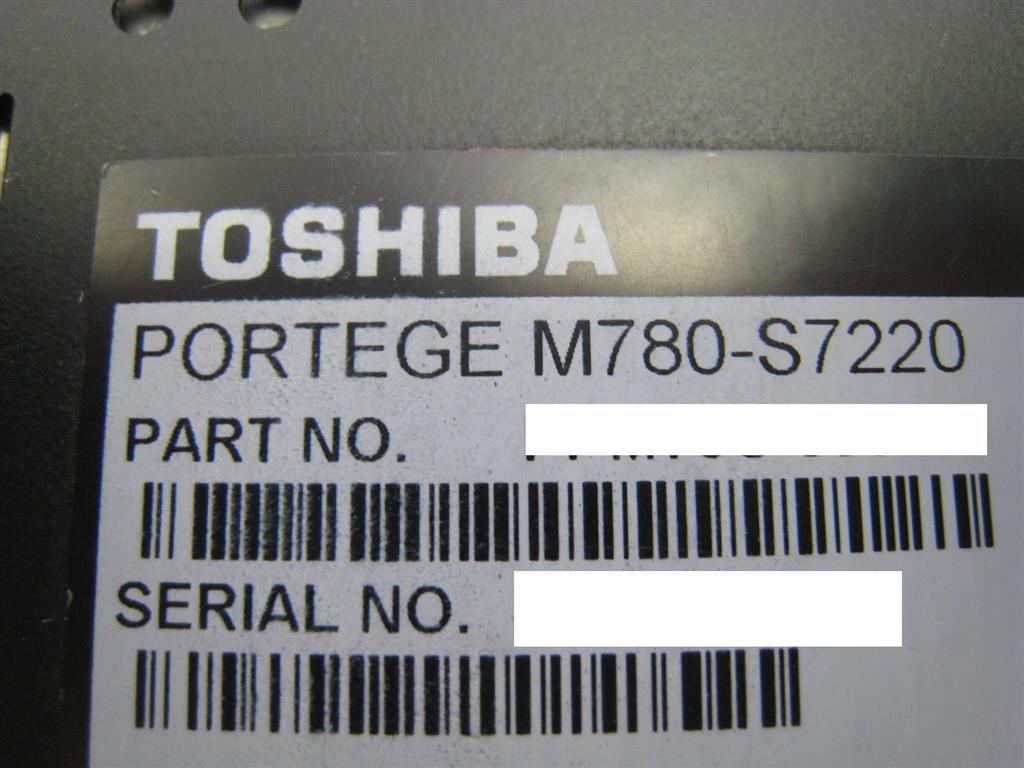 TOSHIBA
PORTEGE M780-S7220
PART NO.
SERIAL NO.